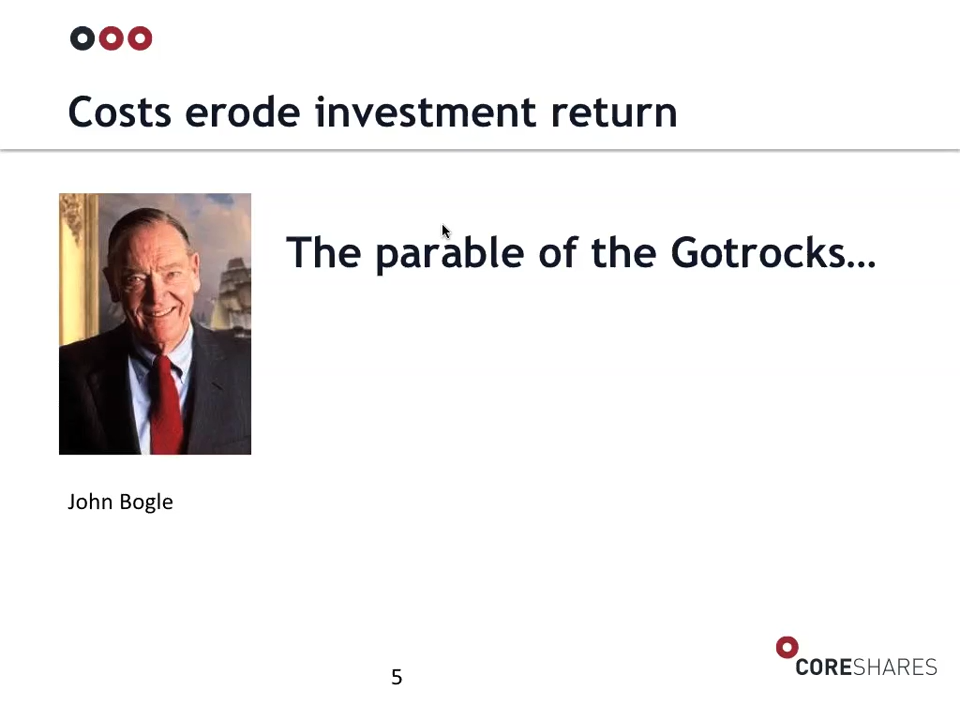 Costs erode investment return
The parable of the Gotrocks…
John Bogle
5
CORESHARES